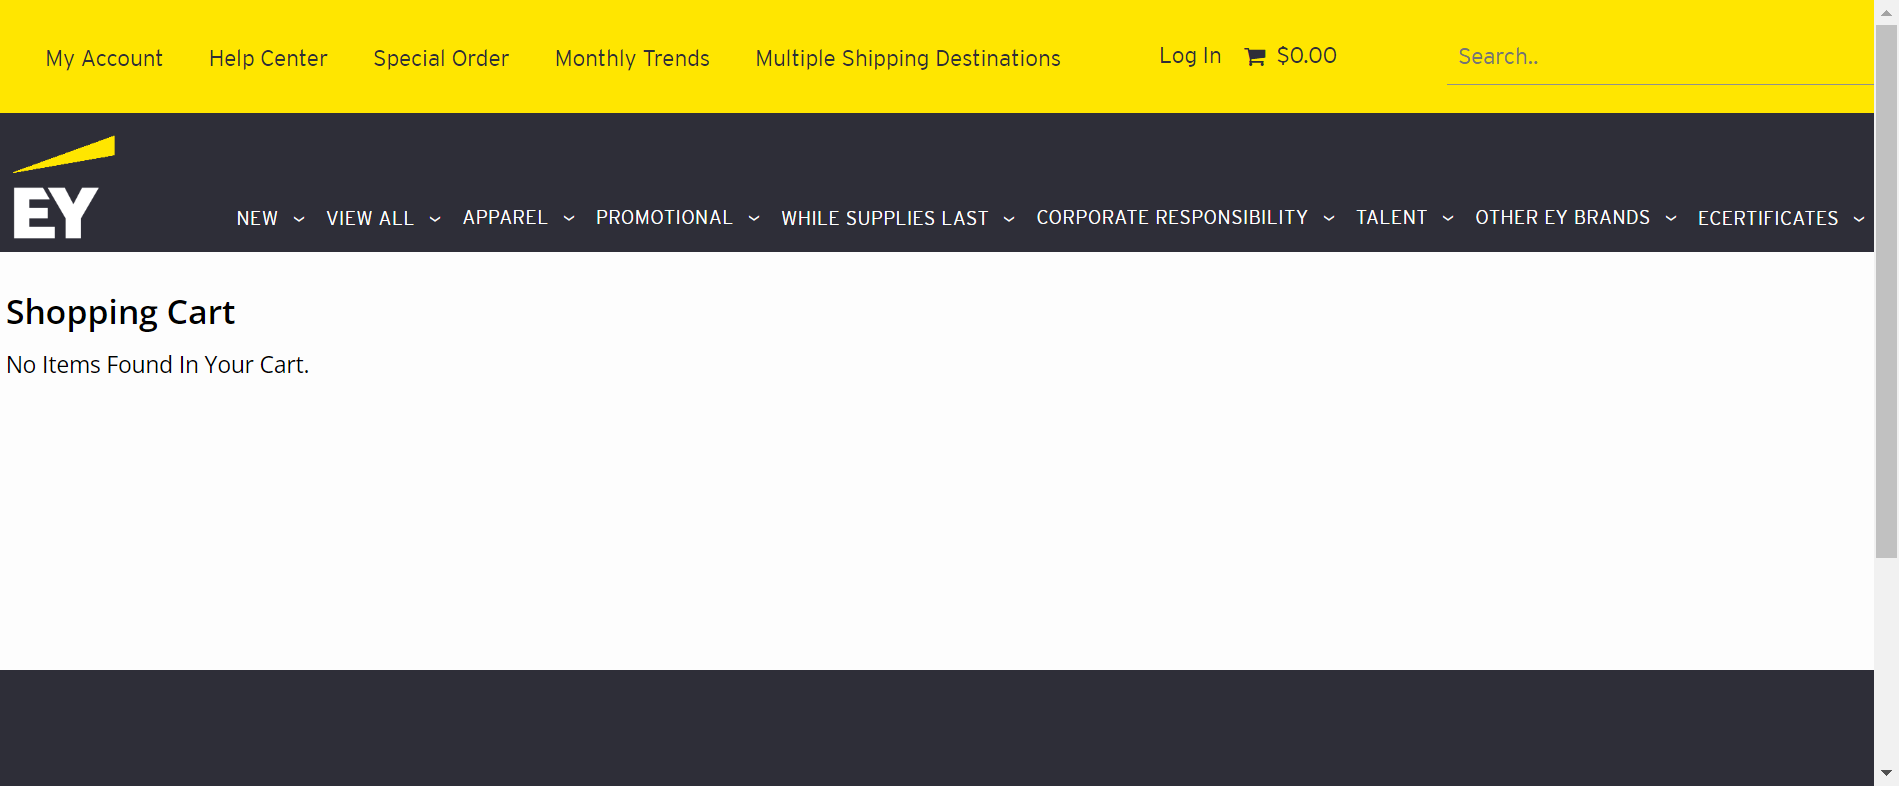 My Account Help Center Special Order Monthly Trends Multiple Shipping Destinations Log In $0.00 Search..
EY
NEW VIEW ALL APPAREL PROMOTIONAL WHILE SUPPLIES LAST CORPORATE RESPONSIBILITY TALENT OTHER EY BRANDS ECERTIFICATES
Shopping Cart
No Items Found In Your Cart.